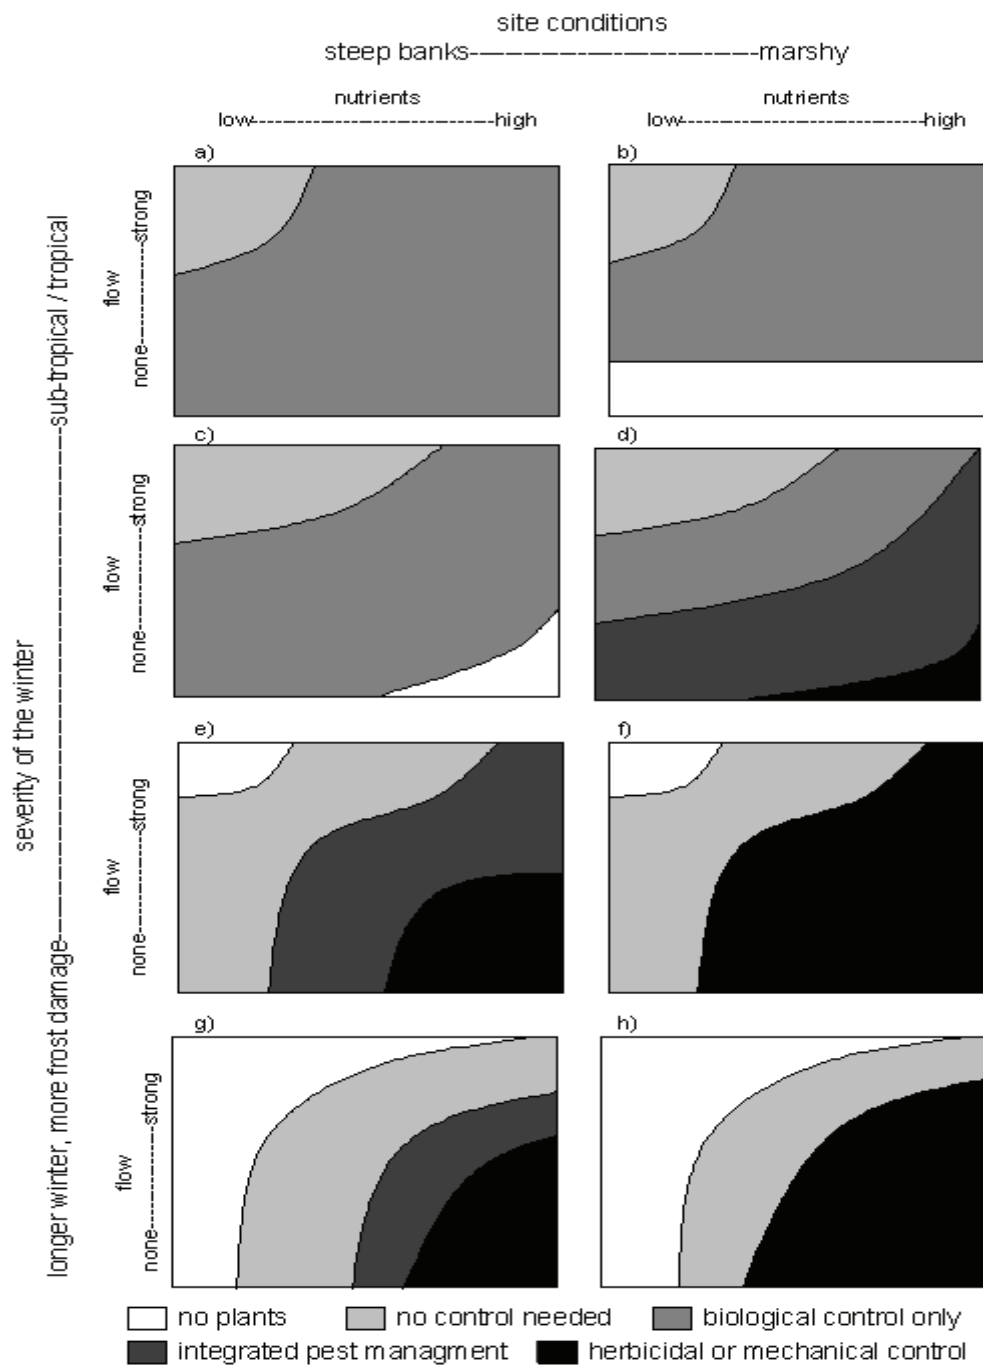 site conditions
steep banks-----------------------------marshy
nutrients
low-----------------------------high
nutrients
low-----------------------------high
a)
b)
flow
none--------------strong
c)
d)
flow
none--------------strong
e)
f)
flow
none--------------strong
g)
h)
flow
none--------------strong
severity of the winter
longer winter, more frost damage-----------------------------sub-tropical / tropical
no plants
no control needed
biological control only
integrated pest managment
herbicidal or mechanical control